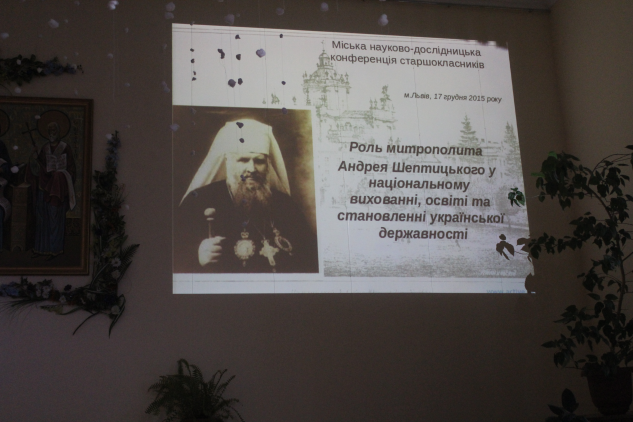 Міська науково-дослідницька
конференція старшокласників
м.Львів, 17 грудня 2015 року
Роль митрополита
Андрея Шептицького у
національному
вихованні, освіті та
становленні української
державності